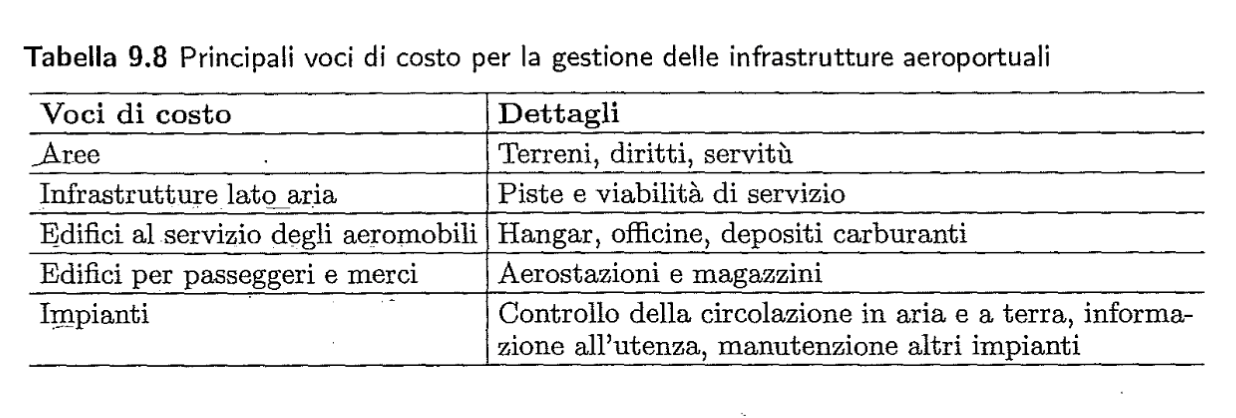 Tabella 9.8 Principali voci di costo per la gestione delle infrastrutture aeroportuali
Voci di costo Dettagli
Aree Terreni, diritti, servitù
Infrastrutture lato aria Piste e viabilità di servizio
Edifici al servizio degli aeromobili Hangar, officine, depositi carburanti
Edifici per passeggeri e merci Aerostazioni e magazzini
Impianti Controllo della circolazione in aria e a terra, informa-
zione all'utenza, manutenzione altri impianti